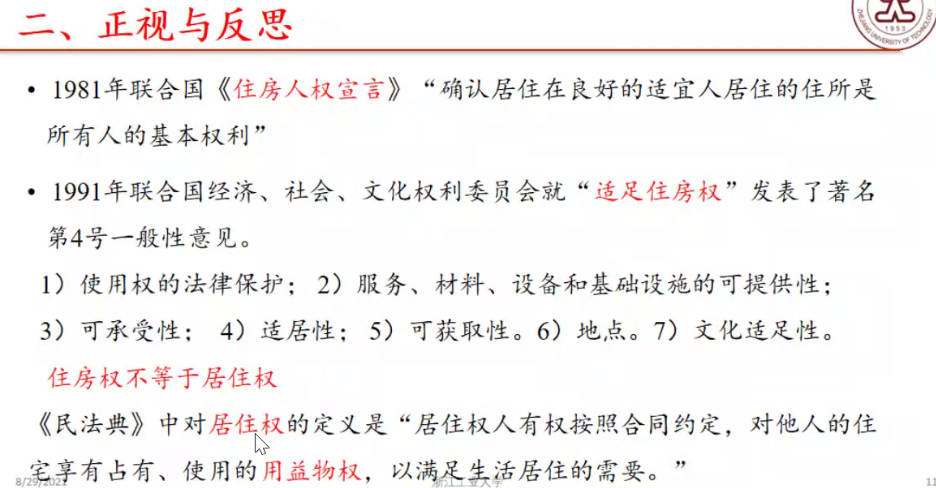 二、正视与反思
1953
ZHEJIANG UNIVERSITY OF TECHNOLOGY
• 1981年联合国《住房人权宣言》“确认居住在良好的适宜人居住的住所是
所有人的基本权利”
• 1991年联合国经济、社会、文化权利委员会就“适足住房权”发表了著名
第4号一般性意见。
1）使用权的法律保护； 2）服务、材料、设备和基础设施的可提供性；
3）可承受性； 4）适居性；5）可获取性。6）地点。7）文化适足性。
住房权不等于居住权
《民法典》中对居住权的定义是“居住权人有权按照合同约定，对他人的住
宅享有占有、使用的用益物权，以满足生活居住的需要。”
8/29/2021 浙江工业大学 11